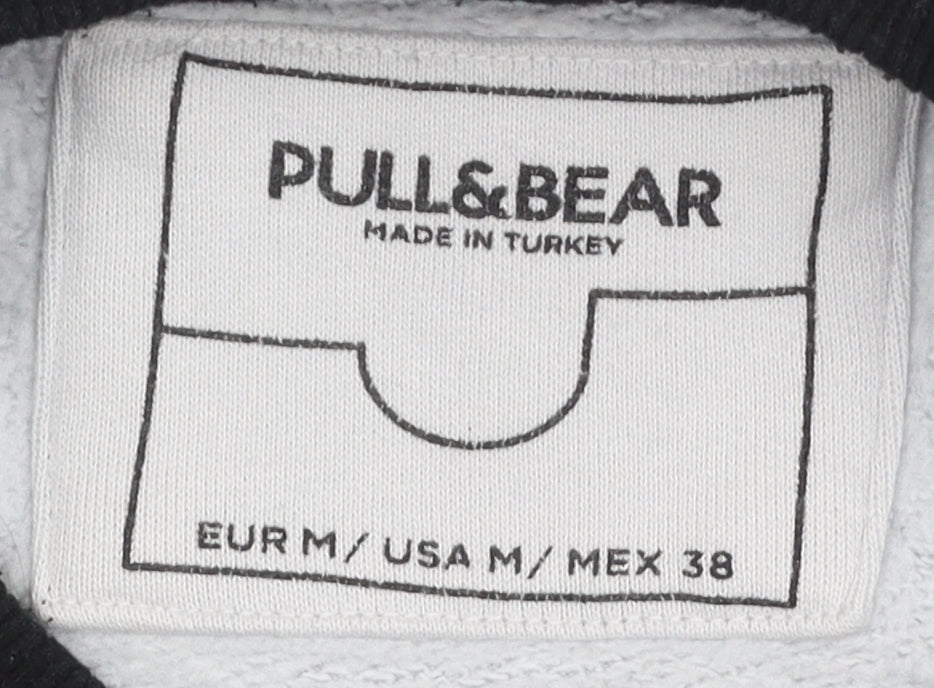 PULL&BEAR
MADE IN TURKEY
EUR M/ USA M/ MEX 38